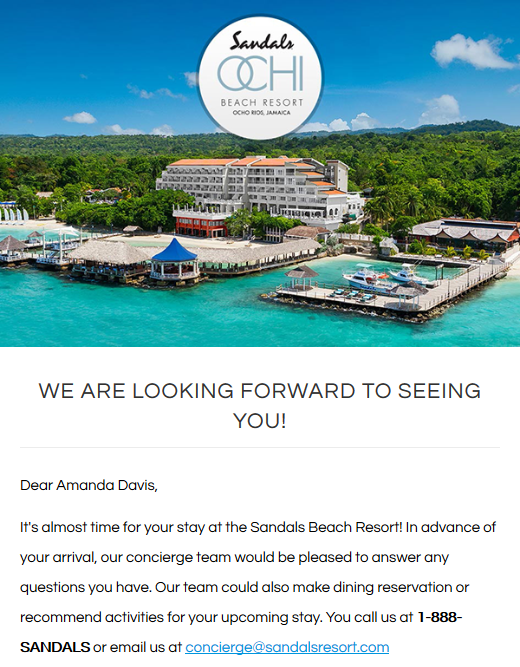 Sandals
OCHI
BEACH RESORT
OCHO RIOS, JAMAICA
WE ARE LOOKING FORWARD TO SEEING
YOU!
Dear Amanda Davis,
It's almost time for your stay at the Sandals Beach Resort! In advance of
your arrival, our concierge team would be pleased to answer any
questions you have. Our team could also make dining reservation or
recommend activities for your upcoming stay. You call us at 1-888-
SANDALS or email us at concierge@sandalsresort.com